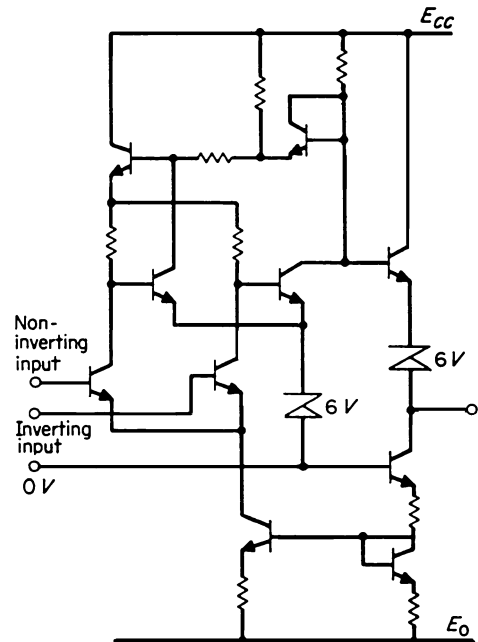 E_CC
Non-
inverting
input
6 V
6 V
Inverting
input
0 V
E_0